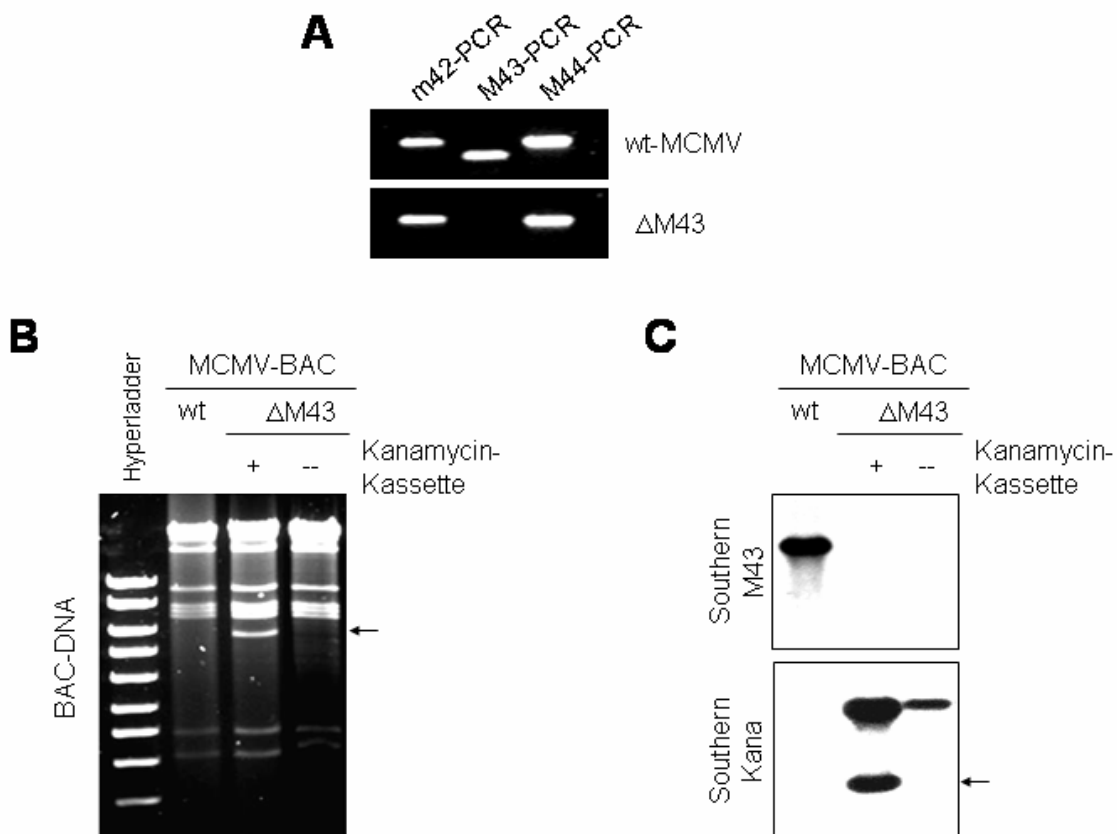 A
m42-PCR
M43-PCR
M44-PCR
wt-MCMV
ΔM43
B
Hyperladder
MCMV-BAC
wt
ΔM43
+
--
Kanamycin-
Kassette
BAC-DNA
C
MCMV-BAC
wt
ΔM43
+
--
Kanamycin-
Kassette
Southern
M43
Southern
Kana